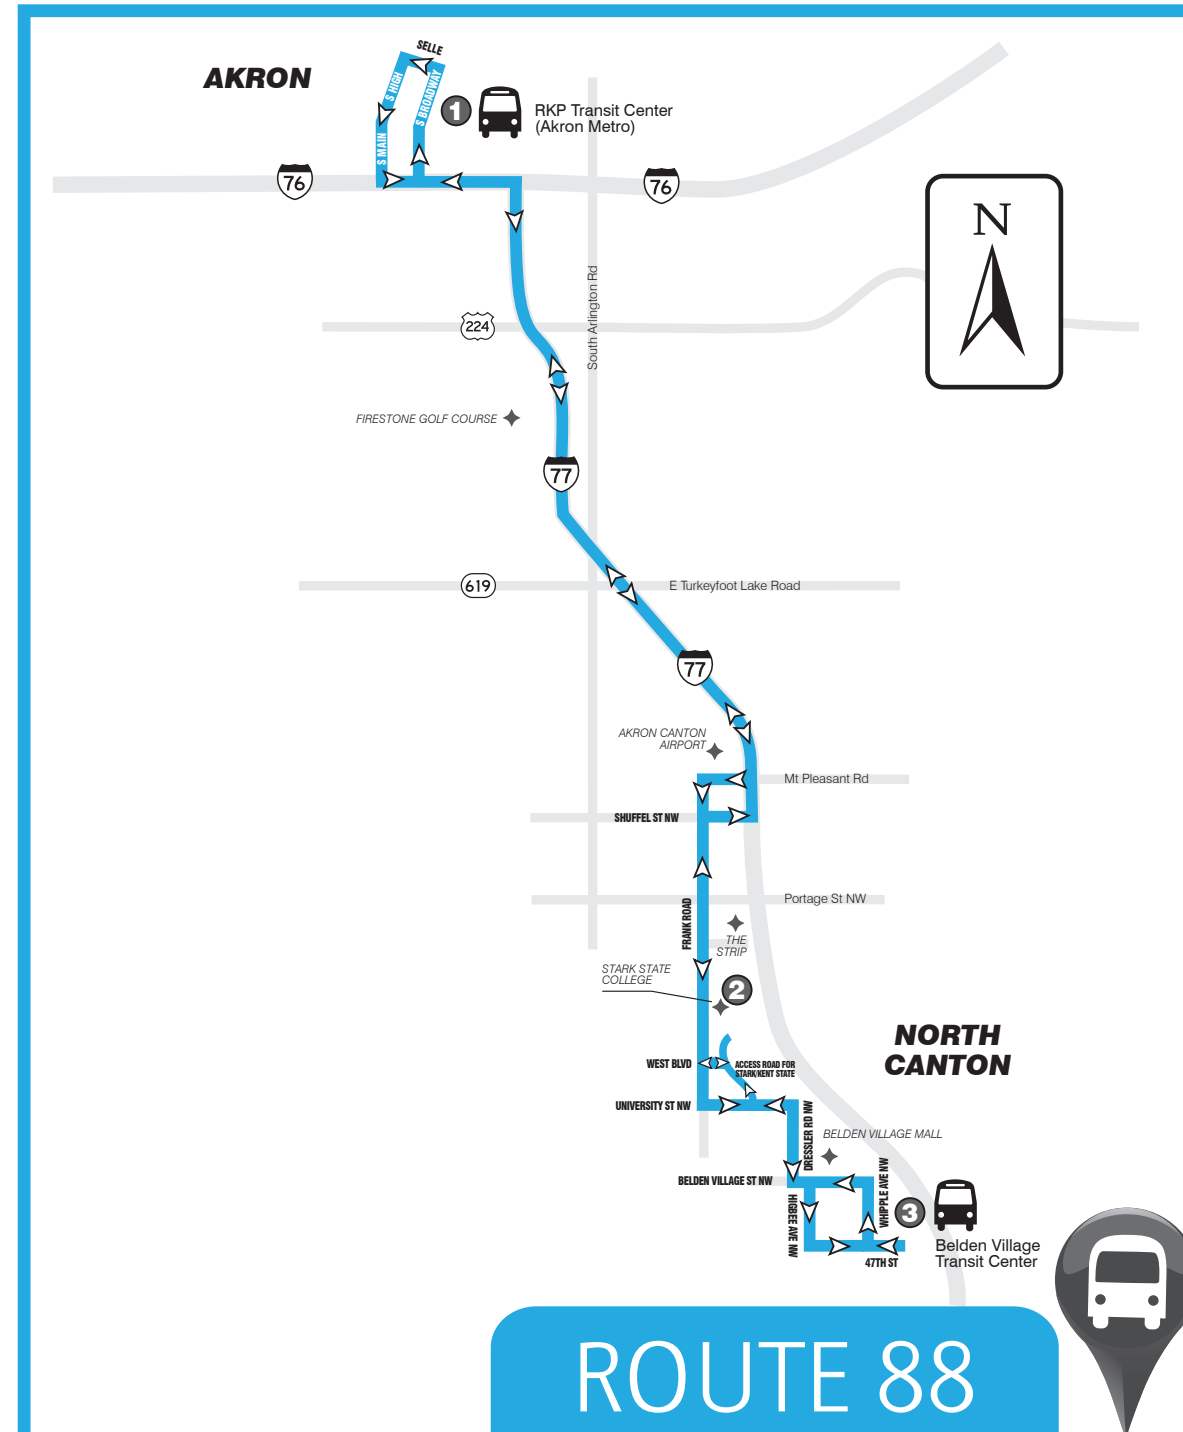 SELLE
AKRON
S HIGH
S BROADWAY
S MAIN
1
RKP Transit Center
(Akron Metro)
76
76
N
South Arlington Rd
224
FIRESTONE GOLF COURSE
77
619
E Turkeyfoot Lake Road
77
AKRON CANTON
AIRPORT
Mt Pleasant Rd
SHUFFEL ST NW
Portage St NW
FRANK ROAD
THE
STRIP
STARK STATE
COLLEGE
2
NORTH
CANTON
WEST BLVD
ACCESS ROAD FOR
STARK/KENT STATE
UNIVERSITY ST NW
DRESSLER RD NW
BELDEN VILLAGE MALL
BELDEN VILLAGE ST NW
WHIPPLE AVE NW
HIGBEE AVE NW
3
Belden Village
Transit Center
47TH ST
ROUTE 88